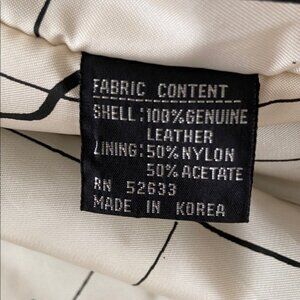 FABRIC CONTENT
SHELL: 100% GENUINE
LEATHER
LINING: 50% NYLON
50% ACETATE
RN 52633
MADE IN KOREA